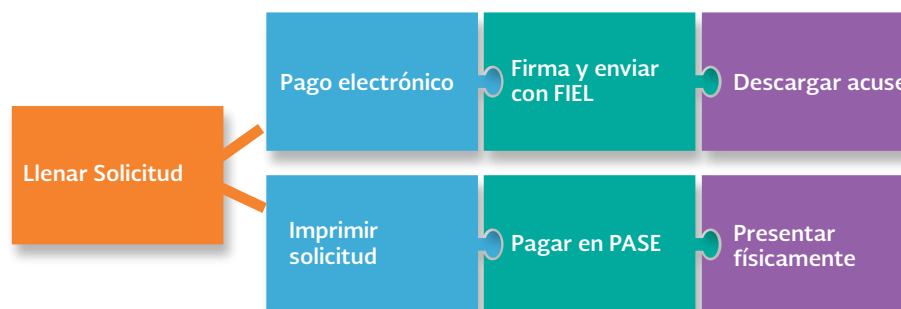 Llenar Solicitud
Pago electrónico
Firma y enviar
con FIEL
Descargar acuse
Imprimir
solicitud
Pagar en PASE
Presentar
físicamente